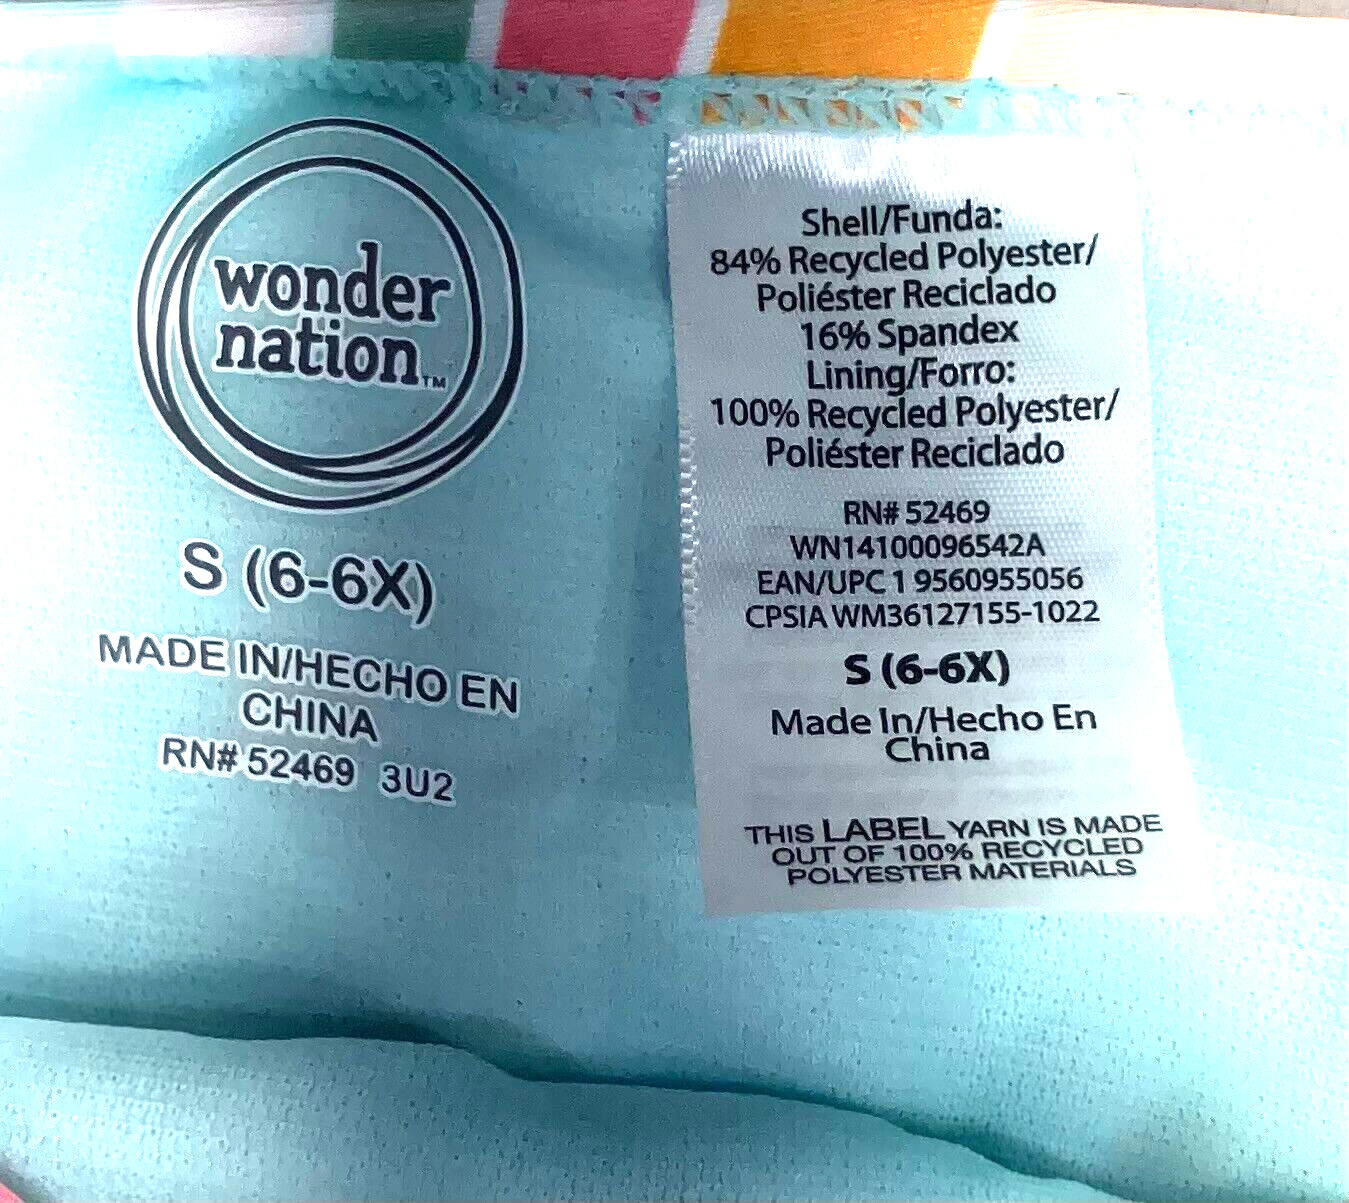 wonder
nation™
S (6-6X)
MADE IN/HECHO EN
CHINA
RN# 52469 3U2
Shell/Funda:
84% Recycled Polyester/
Poliéster Reciclado
16% Spandex
Lining/Forro:
100% Recycled Polyester/
Poliéster Reciclado
RN# 52469
WN14100096542A
EAN/UPC 1 9560955056
CPSIA WM36127155-1022
S (6-6X)
Made In/Hecho En
China
THIS LABEL YARN IS MADE
OUT OF 100% RECYCLED
POLYESTER MATERIALS